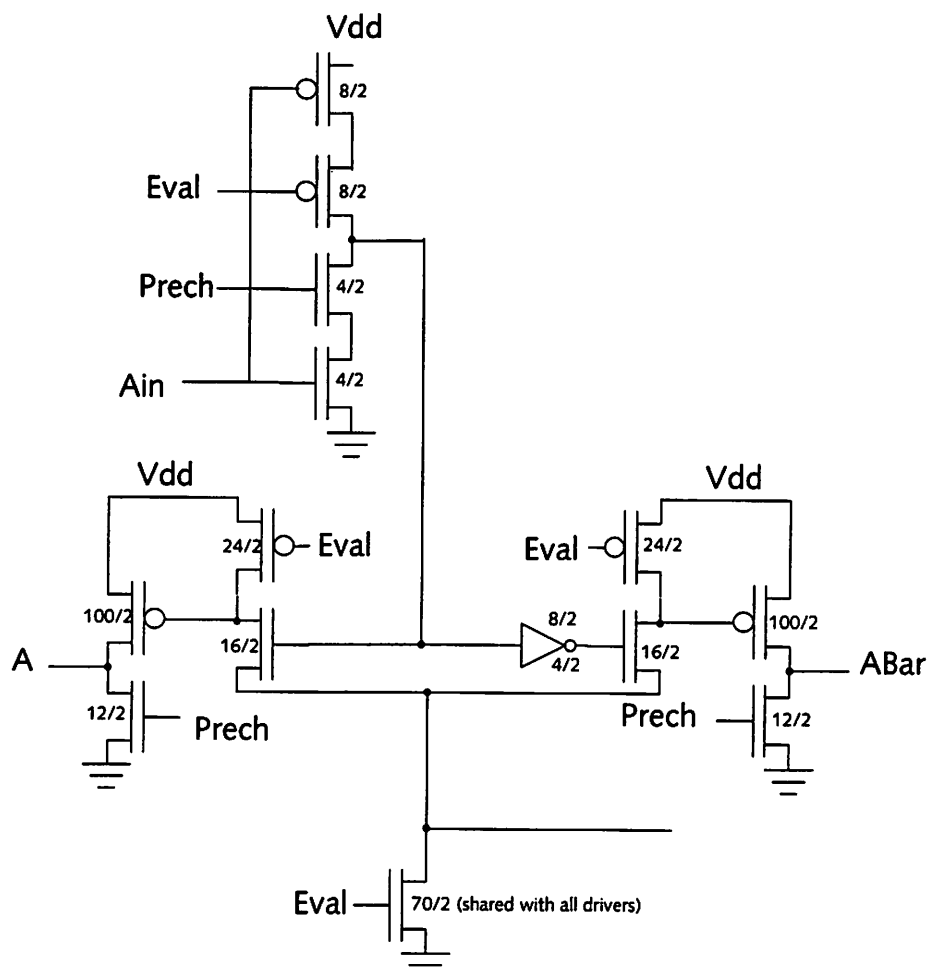 Vdd
8/2
Eval
8/2
Prech
4/2
Ain
4/2
Vdd
Vdd
24/2
Eval
Eval
24/2
100/2
8/2
100/2
16/2
4/2
16/2
A
ABar
12/2
Prech
Prech
12/2
Eval
70/2 (shared with all drivers)